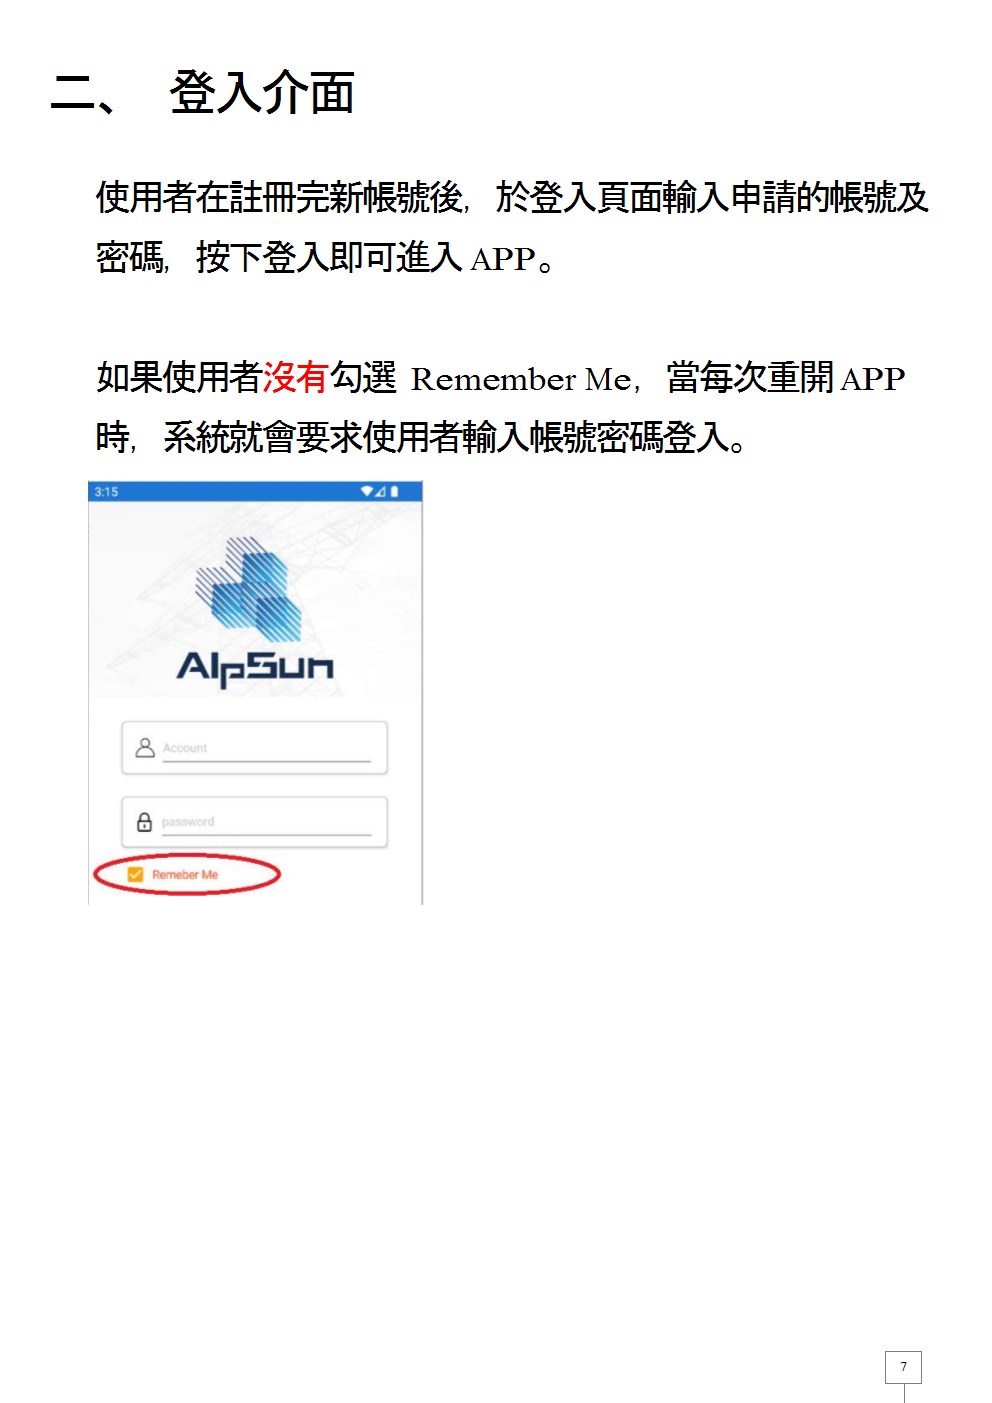 二、 登入介面
使用者在註冊完新帳號後，於登入頁面輸入申請的帳號及
密碼，按下登入即可進入 APP。
如果使用者沒有勾選 Remember Me，當每次重開 APP
時，系統就會要求使用者輸入帳號密碼登入。
3:15
AlpSun
Account
password
Remeber Me
7